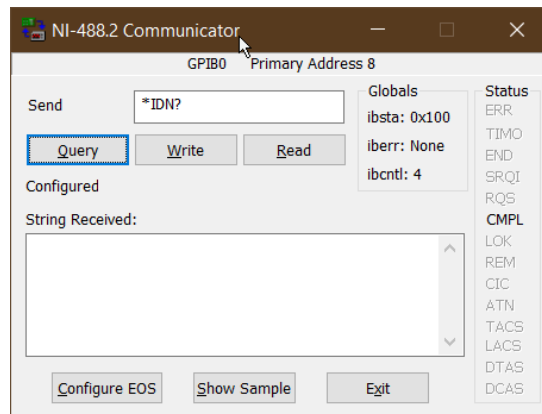 NI-488.2 Communicator
GPIB0 Primary Address 8
Send
*IDN?
Query
Write
Read
Configured
String Received:
Configure EOS
Show Sample
Exit
Globals
ibsta: 0x100
iberr: None
ibcntl: 4
Status
ERR
TIMO
END
SRQI
RQS
CMPL
LOK
REM
CIC
ATN
TACS
LACS
DTAS
DCAS